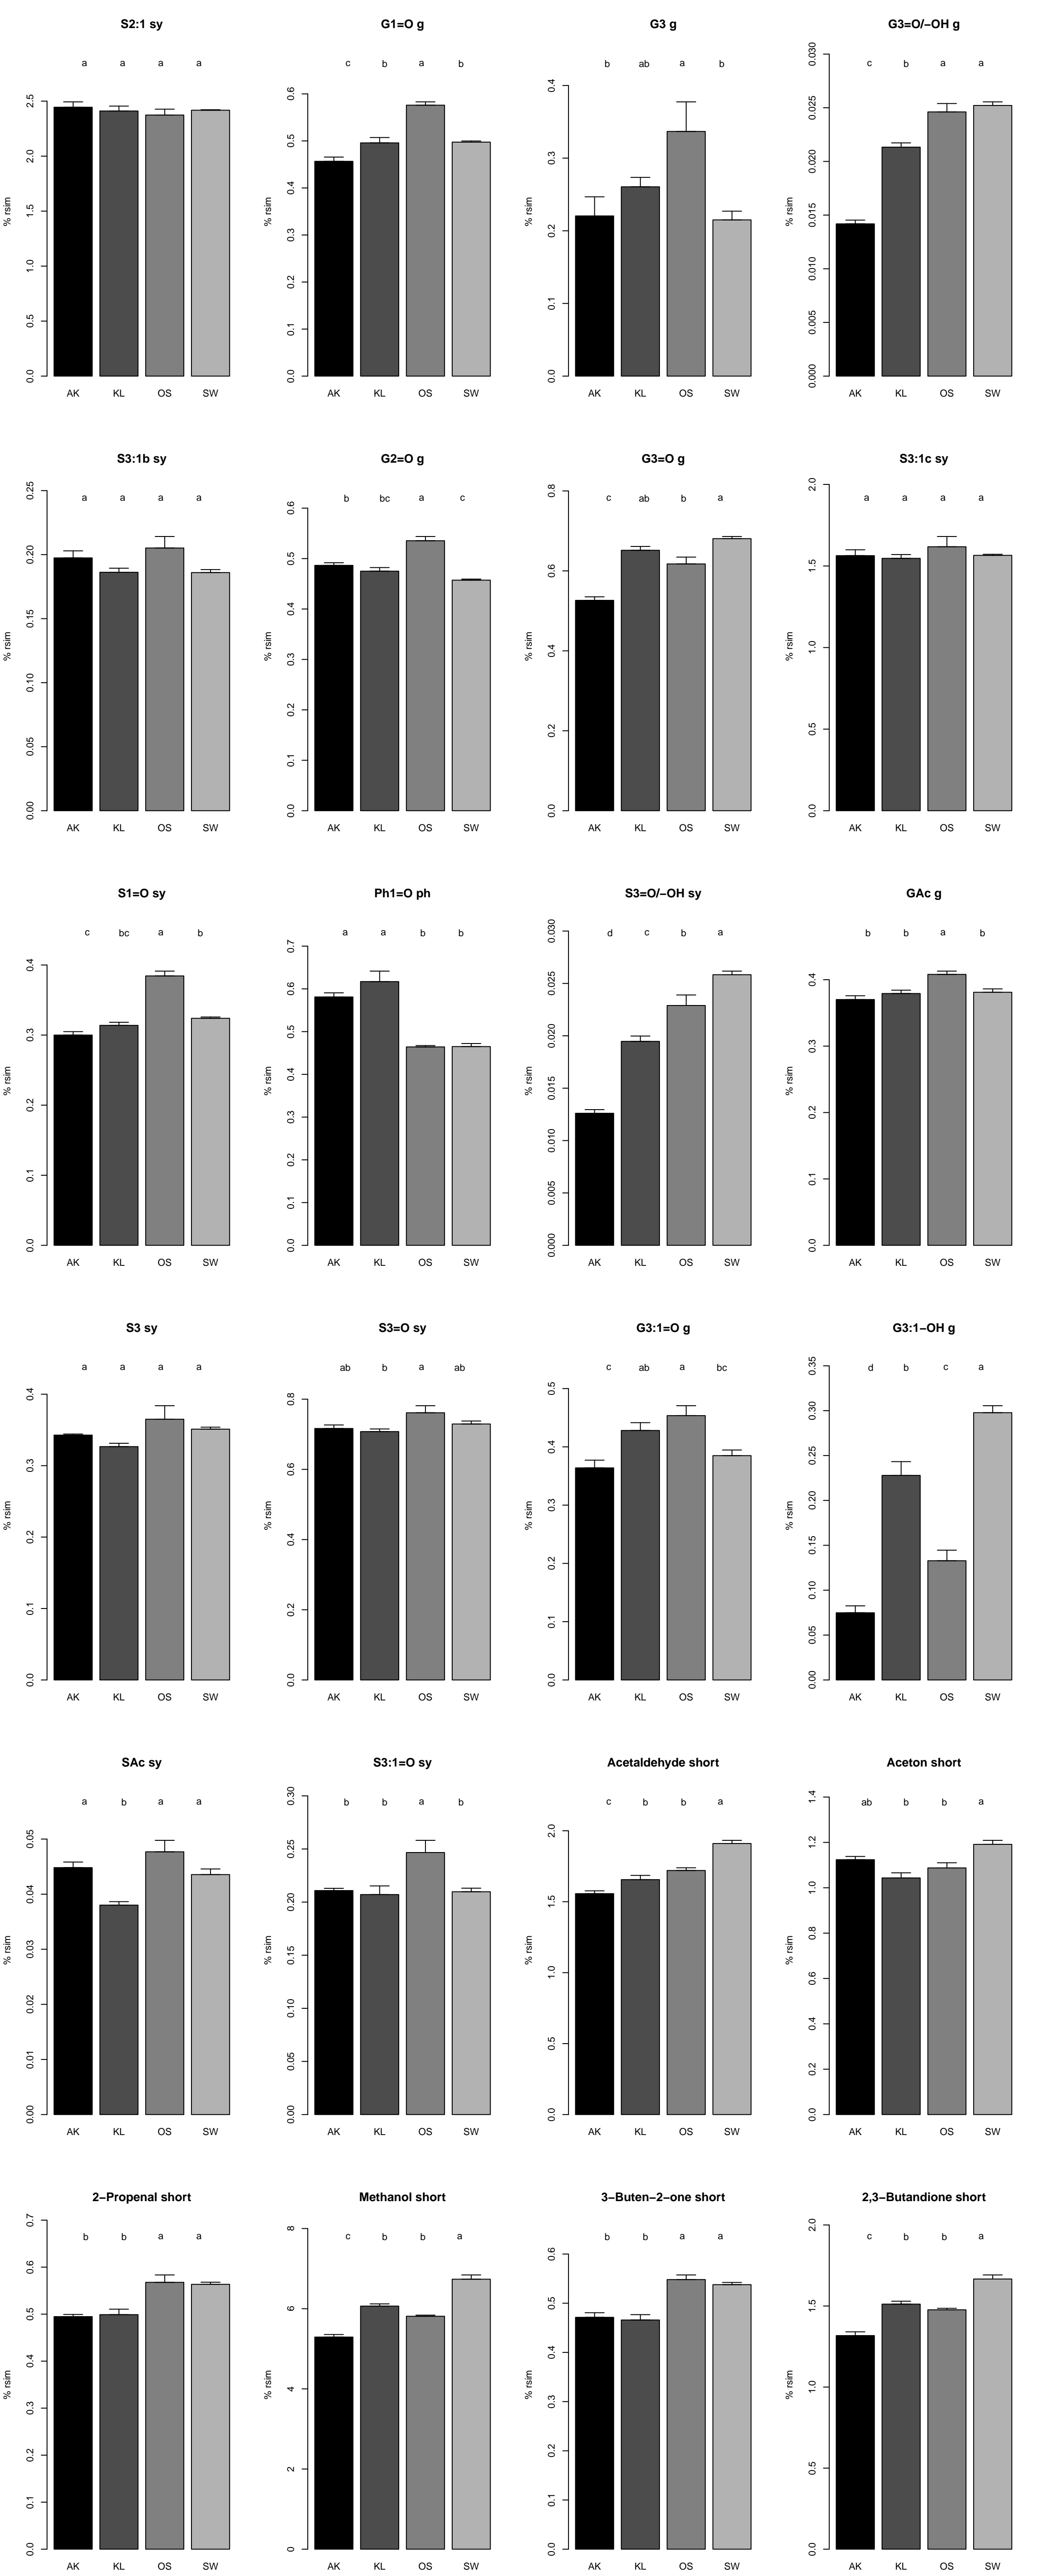 S2:1 sy G1=O g G3 g G3=O/−OH g
a a a a c b a b b ab a b c b a a
% rsim 0.0 0.5 1.0 1.5 2.0 2.5
% rsim 0.0 0.1 0.2 0.3 0.4 0.5 0.6
% rsim 0.0 0.1 0.2 0.3 0.4
% rsim 0.000 0.005 0.010 0.015 0.020 0.025 0.030
AK KL OS SW AK KL OS SW AK KL OS SW AK KL OS SW
S3:1b sy G2=O g G3=O g S3:1c sy
a a a a b bc a c c ab b a a a a a
% rsim 0.00 0.05 0.10 0.15 0.20 0.25
% rsim 0.0 0.1 0.2 0.3 0.4 0.5 0.6
% rsim 0.0 0.2 0.4 0.6 0.8
% rsim 0.0 0.5 1.0 1.5 2.0
AK KL OS SW AK KL OS SW AK KL OS SW AK KL OS SW
S1=O sy Ph1=O ph S3=O/−OH sy GAc g
c bc a b a a b b d c b a b b a b
% rsim 0.0 0.1 0.2 0.3 0.4
% rsim 0.0 0.1 0.2 0.3 0.4 0.5 0.6 0.7
% rsim 0.000 0.005 0.010 0.015 0.020 0.025 0.030
% rsim 0.0 0.1 0.2 0.3 0.4
AK KL OS SW AK KL OS SW AK KL OS SW AK KL OS SW
S3 sy S3=O sy G3:1=O g G3:1−OH g
a a a a ab b a ab c ab a bc d b c a
% rsim 0.0 0.1 0.2 0.3 0.4
% rsim 0.0 0.2 0.4 0.6 0.8
% rsim 0.0 0.1 0.2 0.3 0.4 0.5
% rsim 0.00 0.05 0.10 0.15 0.20 0.25 0.30 0.35
AK KL OS SW AK KL OS SW AK KL OS SW AK KL OS SW
SAc sy S3:1=O sy Acetaldehyde short Aceton short
a b a a b b a b c b b a ab b b a
% rsim 0.00 0.01 0.02 0.03 0.04 0.05
% rsim 0.00 0.05 0.10 0.15 0.20 0.25 0.30
% rsim 0.0 0.5 1.0 1.5 2.0
% rsim 0.0 0.2 0.4 0.6 0.8 1.0 1.2 1.4
AK KL OS SW AK KL OS SW AK KL OS SW AK KL OS SW
2−Propenal short Methanol short 3−Buten−2−one short 2,3−Butandione short
b b a a c b b a b b a a c b b a
% rsim 0.0 0.1 0.2 0.3 0.4 0.5 0.6 0.7
% rsim 0 2 4 6 8
% rsim 0.0 0.1 0.2 0.3 0.4 0.5 0.6
% rsim 0.0 0.5 1.0 1.5 2.0
AK KL OS SW AK KL OS SW AK KL OS SW AK KL OS SW